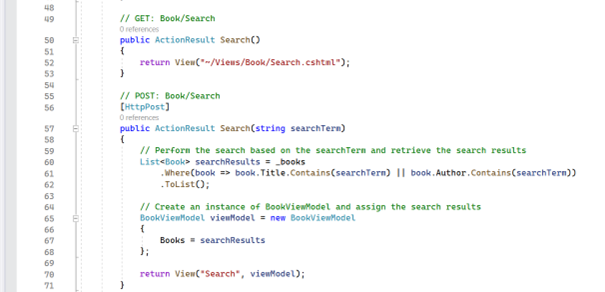 48
49 // GET: Book/Search
0 references
50 public ActionResult Search()
51 {
52 return View("~/Views/Book/Search.cshtml");
53 }
54
55 // POST: Book/Search
56 [HttpPost]
0 references
57 public ActionResult Search(string searchTerm)
58 {
59 // Perform the search based on the searchTerm and retrieve the search results
60 List<Book> searchResults = _books
61 .Where(book => book.Title.Contains(searchTerm) || book.Author.Contains(searchTerm))
62 .ToList();
63
64 // Create an instance of BookViewModel and assign the search results
65 BookViewModel viewModel = new BookViewModel
66 {
67 Books = searchResults
68 };
69
70 return View("Search", viewModel);
71 }